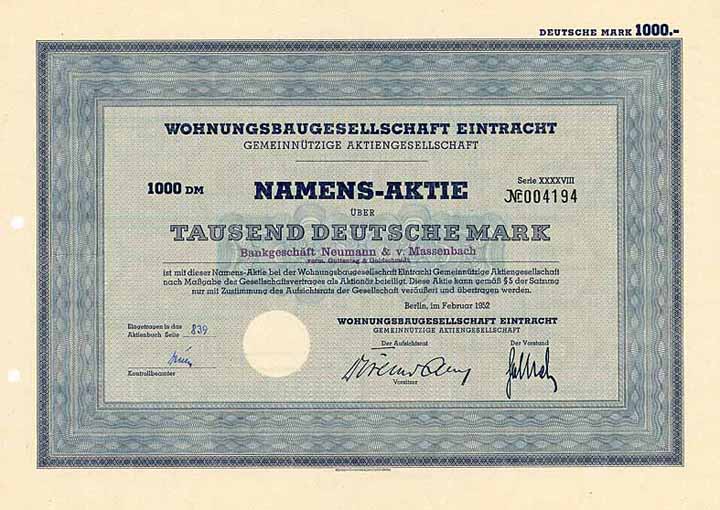 DEUTSCHE MARK 1000.-
WOHNUNGSBAUGESELLSCHAFT EINTRACHT
GEMEINNÜTZIGE AKTIENGESELLSCHAFT
Serie XXXXVIII
1000 DM NAMENS-AKTIE № 004194
ÜBER
TAUSEND DEUTSCHE MARK
Bankgeschäft Neumann & v. Massenbach
vorm. Guttentag & Goldschmidt
ist mit dieser Namens-Aktie bei der Wohnungsbaugesellschaft Eintracht Gemeinnützige Aktiengesellschaft
nach Maßgabe des Gesellschaftsvertrages als Aktionär beteiligt. Diese Aktie kann gemäß § 5 der Satzung
nur mit Zustimmung des Aufsichtsrats der Gesellschaft veräußert und übertragen werden.
Berlin, im Februar 1952
WOHNUNGSBAUGESELLSCHAFT EINTRACHT
GEMEINNÜTZIGE AKTIENGESELLSCHAFT
Eingetragen in das
Aktienbuch Seite 839
Der Aufsichtsrat Der Vorstand
Kontrollbeamter
Vorsitzer